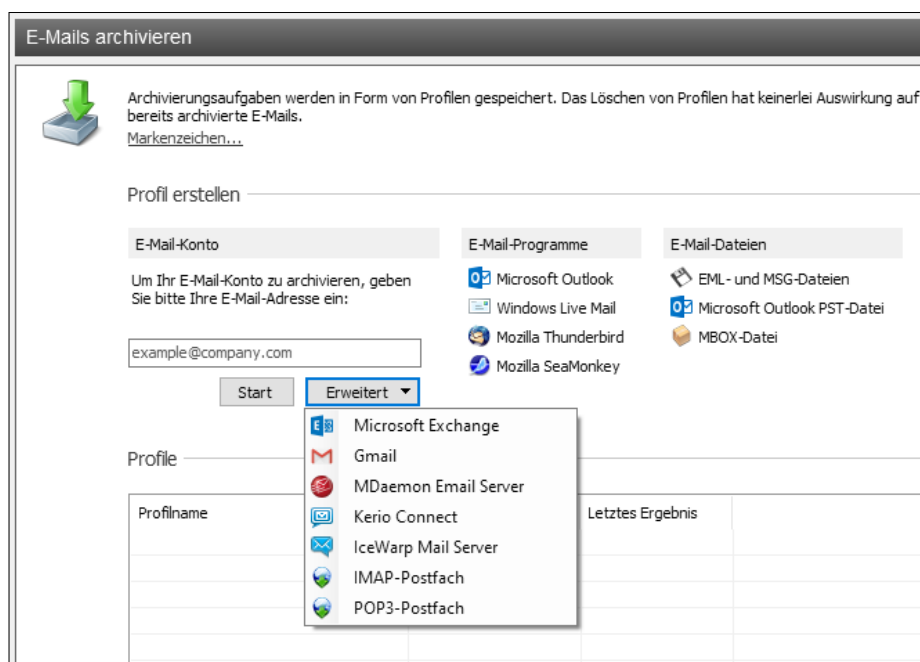 E-Mails archivieren
Archivierungsaufgaben werden in Form von Profilen gespeichert. Das Löschen von Profilen hat keinerlei Auswirkung auf
bereits archivierte E-Mails.
Markenzeichen...
Profil erstellen
E-Mail-Konto
Um Ihr E-Mail-Konto zu archivieren, geben
Sie bitte Ihre E-Mail-Adresse ein:
example@company.com
Start
Erweitert
E-Mail-Programme
Microsoft Outlook
Windows Live Mail
Mozilla Thunderbird
Mozilla SeaMonkey
E-Mail-Dateien
EML- und MSG-Dateien
Microsoft Outlook PST-Datei
MBOX-Datei
Microsoft Exchange
Gmail
MDaemon Email Server
Kerio Connect
IceWarp Mail Server
IMAP-Postfach
POP3-Postfach
Profile
Profilname
Letztes Ergebnis